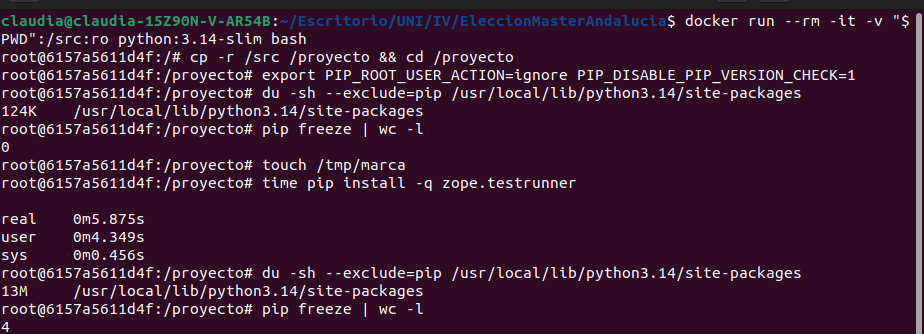 claudia@claudia-15Z90N-V-AR54B:~/Escritorio/UNI/IV/EleccionMasterAndalucia$ docker run --rm -it -v "$
PWD":/src:ro python:3.14-slim bash
root@6157a5611d4f:/# cp -r /src /proyecto && cd /proyecto
root@6157a5611d4f:/proyecto# export PIP_ROOT_USER_ACTION=ignore PIP_DISABLE_PIP_VERSION_CHECK=1
root@6157a5611d4f:/proyecto# du -sh --exclude=pip /usr/local/lib/python3.14/site-packages
124K    /usr/local/lib/python3.14/site-packages
root@6157a5611d4f:/proyecto# pip freeze | wc -l
0
root@6157a5611d4f:/proyecto# touch /tmp/marca
root@6157a5611d4f:/proyecto# time pip install -q zope.testrunner
real    0m5.875s
user    0m4.349s
sys     0m0.456s
root@6157a5611d4f:/proyecto# du -sh --exclude=pip /usr/local/lib/python3.14/site-packages
13M     /usr/local/lib/python3.14/site-packages
root@6157a5611d4f:/proyecto# pip freeze | wc -l
4